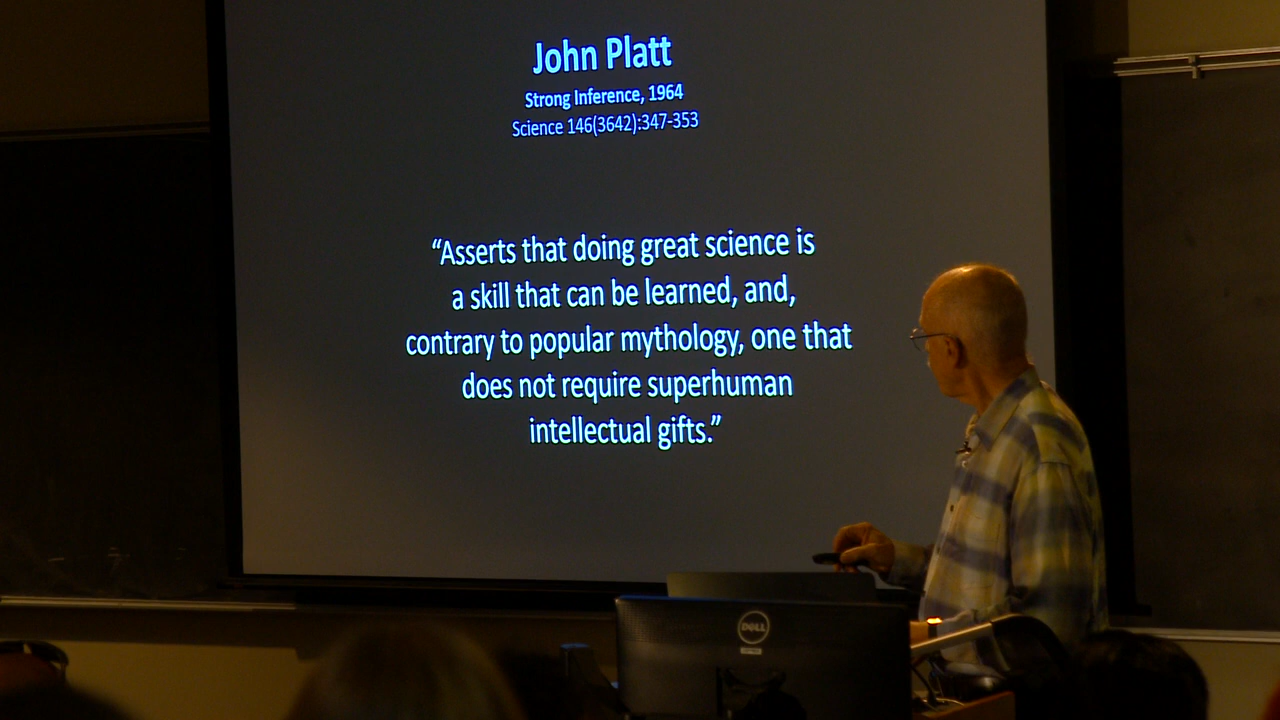 John Platt
Strong Inference, 1964
Science 146(3642):347-353
“Asserts that doing great science is
a skill that can be learned, and,
contrary to popular mythology, one that
does not require superhuman
intellectual gifts.”
DELL